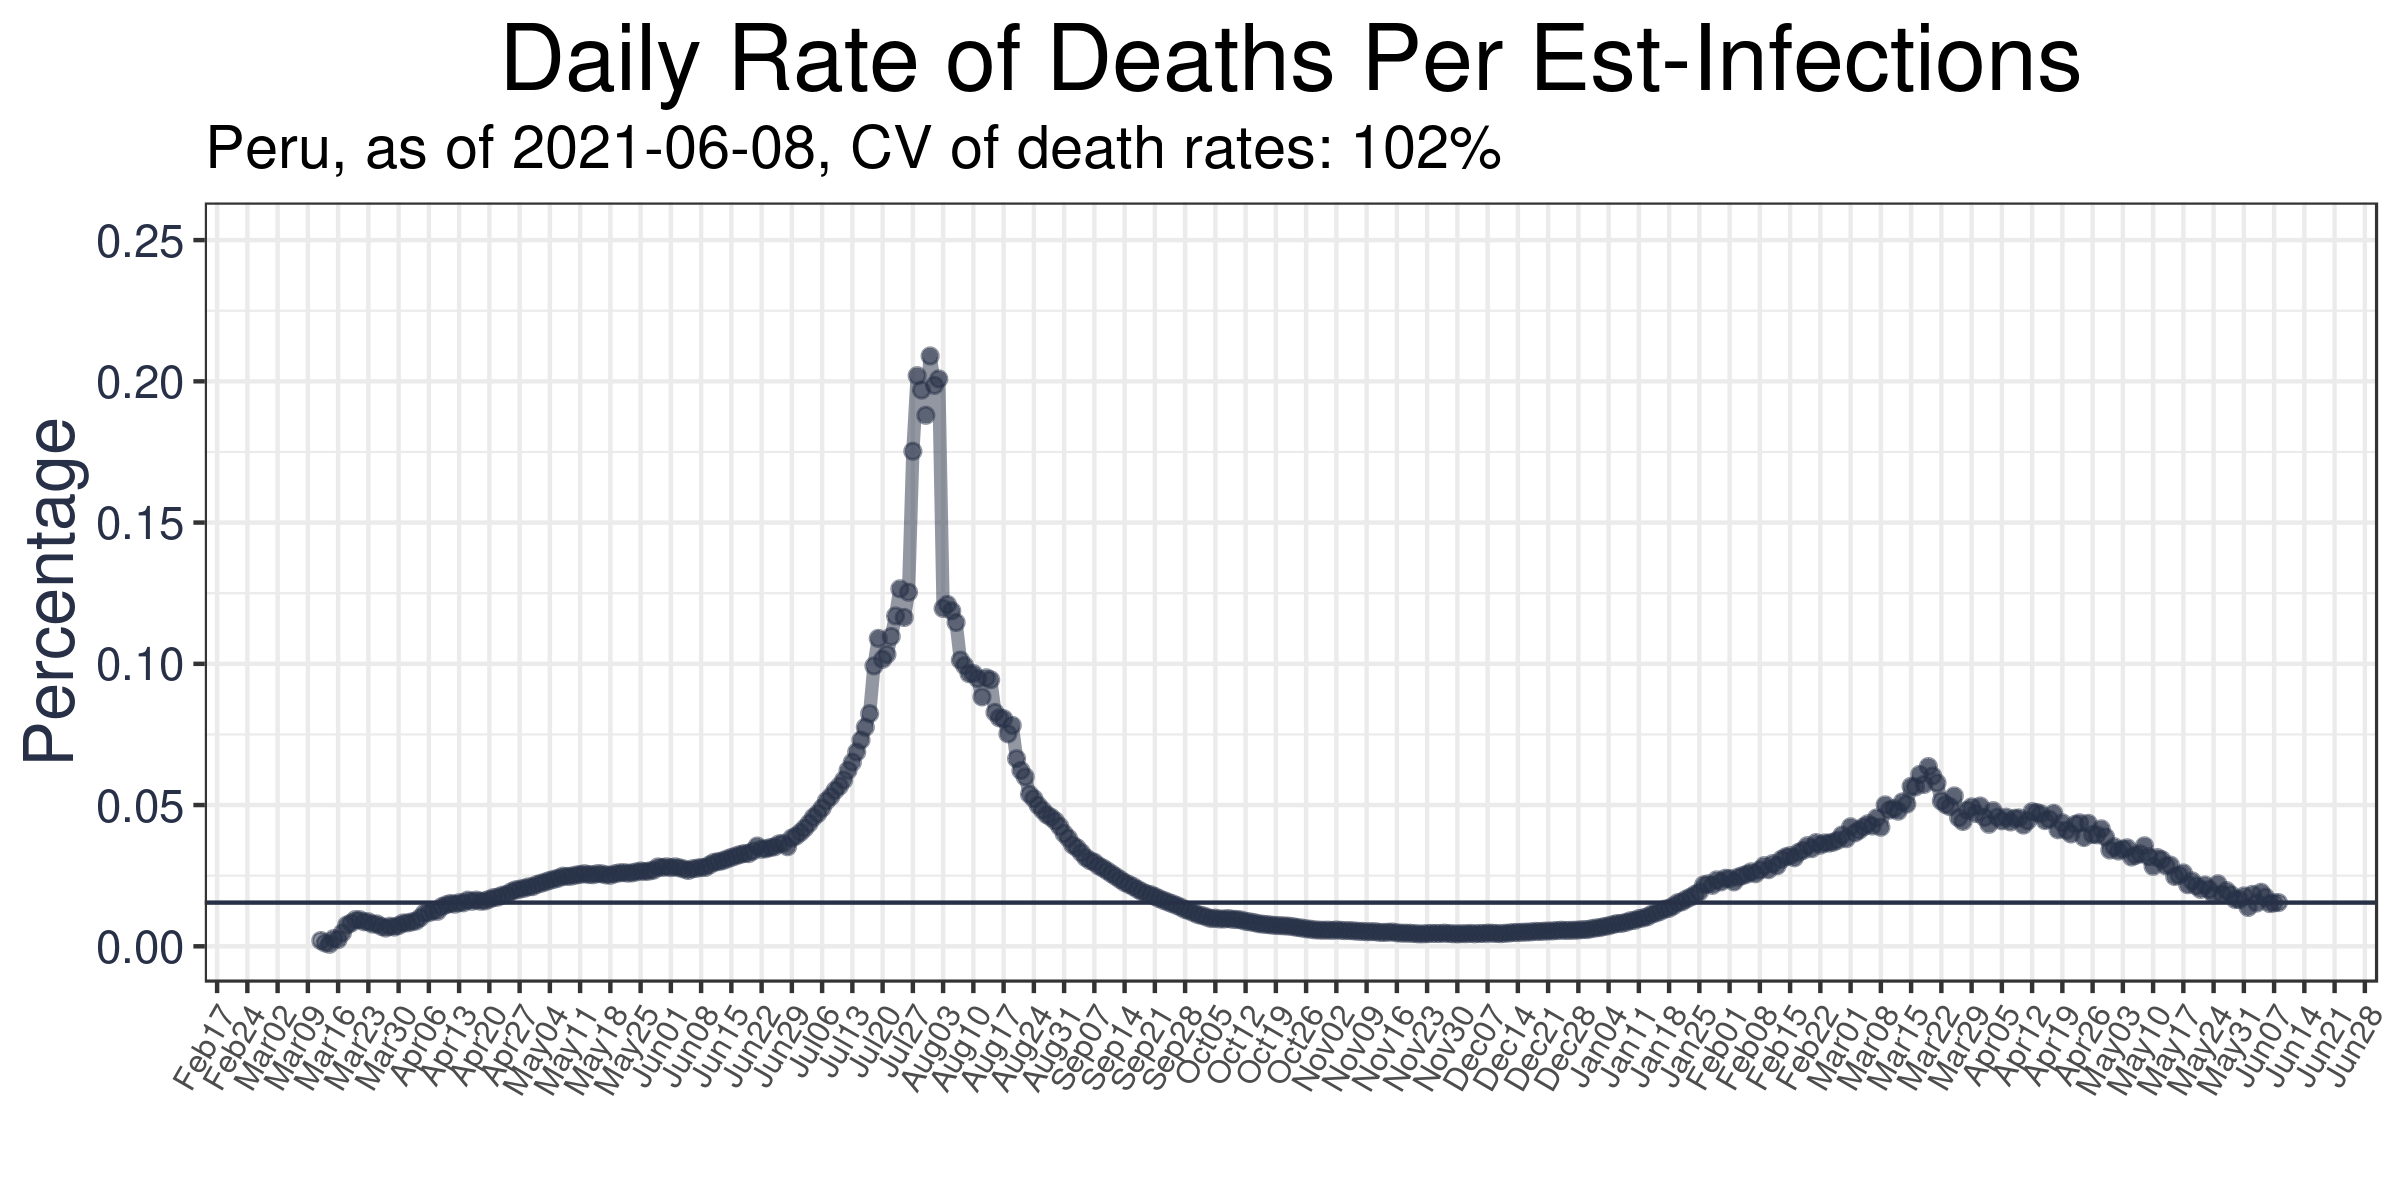 Daily Rate of Deaths Per Est-Infections
Peru, as of 2021-06-08, CV of death rates: 102%
Percentage
0.25
0.20
0.15
0.10
0.05
0.00
Feb17
Feb24
Mar02
Mar09
Mar16
Mar23
Mar30
Apr06
Apr13
Apr20
Apr27
May04
May11
May18
May25
Jun01
Jun08
Jun15
Jun22
Jun29
Jul06
Jul13
Jul20
Jul27
Aug03
Aug10
Aug17
Aug24
Aug31
Sep07
Sep14
Sep21
Sep28
Oct05
Oct12
Oct19
Oct26
Nov02
Nov09
Nov16
Nov23
Nov30
Dec07
Dec14
Dec21
Dec28
Jan04
Jan11
Jan18
Jan25
Feb01
Feb08
Feb15
Feb22
Mar01
Mar08
Mar15
Mar22
Mar29
Apr05
Apr12
Apr19
Apr26
May03
May10
May17
May24
May31
Jun07
Jun14
Jun21
Jun28